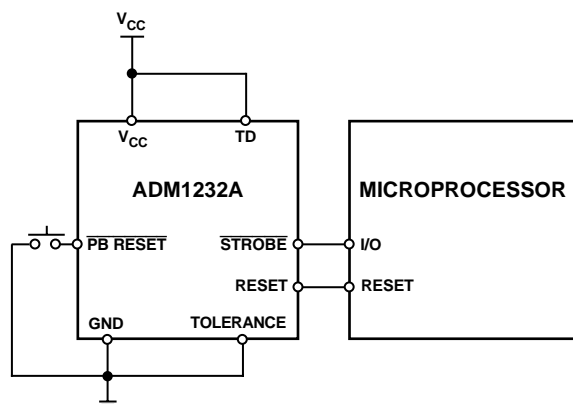 VCC
VCC
TD
ADM1232A
MICROPROCESSOR
PB RESET
STROBE
I/O
RESET
RESET
GND
TOLERANCE